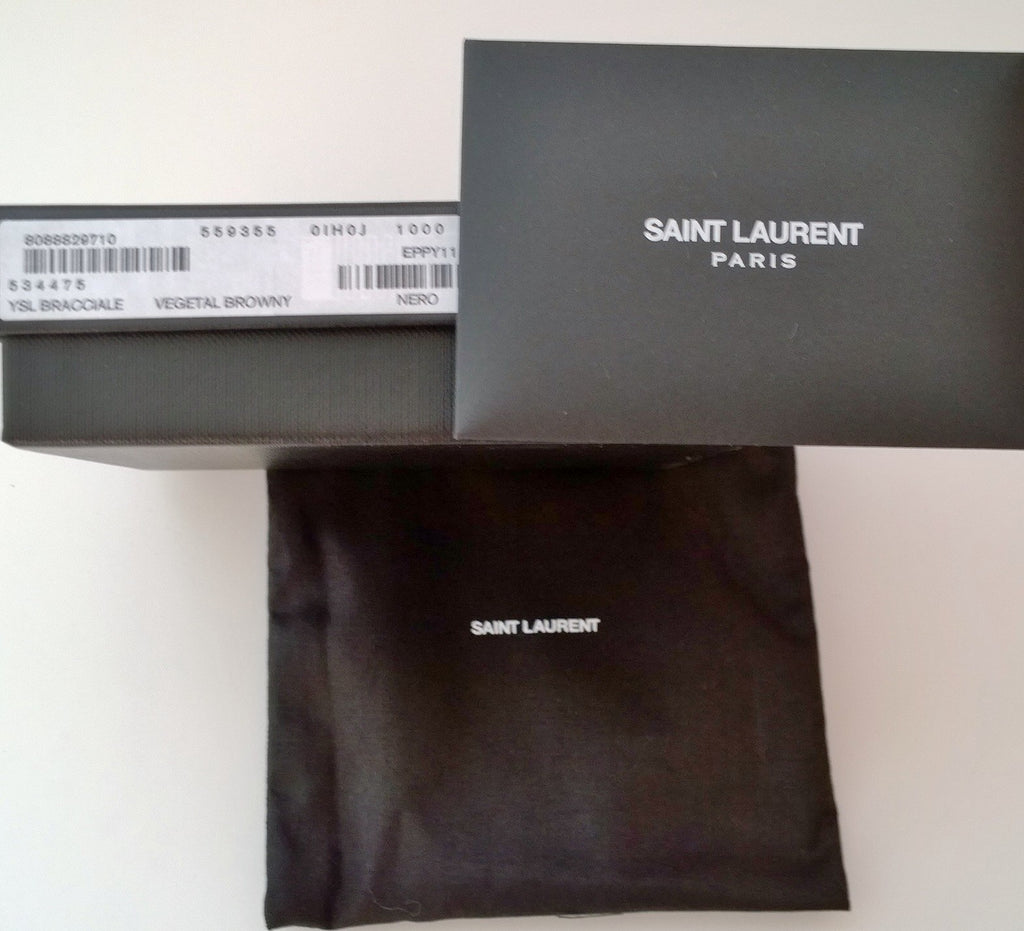 8088829710
559355 0IH0J 1000
EPPY11
534475
YSL BRACCIALE VEGETAL BROWNY NERO
SAINT LAURENT
PARIS
SAINT LAURENT